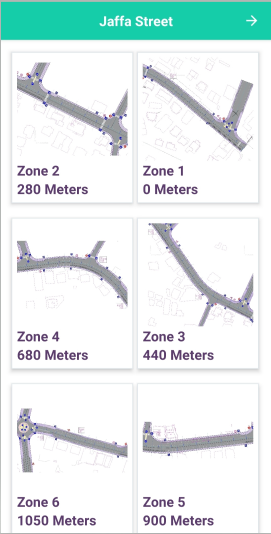 Jaffa Street
Zone 2
280 Meters
Zone 1
0 Meters
Zone 4
680 Meters
Zone 3
440 Meters
Zone 6
1050 Meters
Zone 5
900 Meters